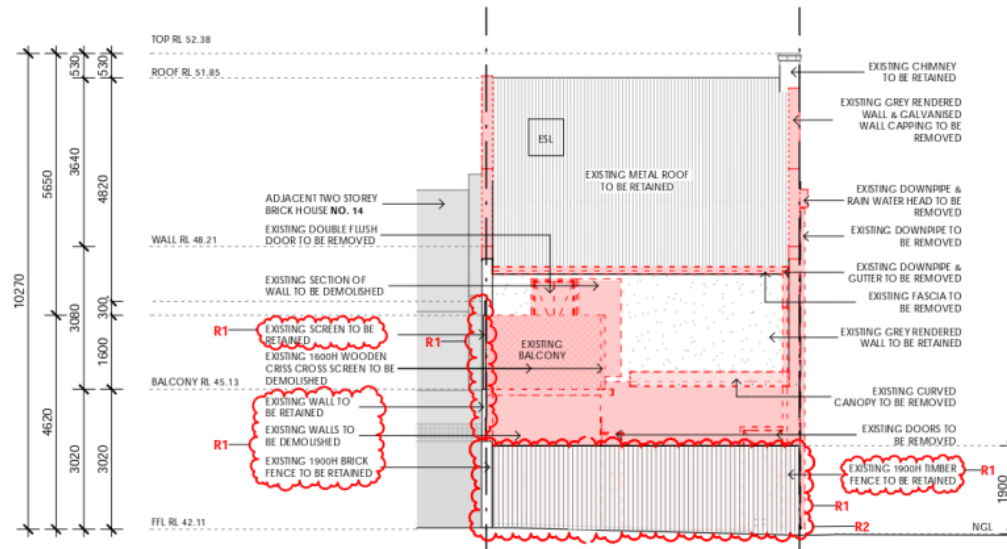 TOP RL 52.38
ROOF RL 51.85
WALL RL 48.21
BALCONY RL 45.13
FFL RL 42.11
10270
5650
4620
530
3640
3080
3020
530
4820
300
1600
3020
ADJACENT TWO STOREY
BRICK HOUSE NO. 14
EXISTING DOUBLE FLUSH
DOOR TO BE REMOVED
EXISTING SECTION OF
WALL TO BE DEMOLISHED
R1
EXISTING SCREEN TO BE
RETAINED
R1
EXISTING 1600H WOODEN
CRISS CROSS SCREEN TO BE
DEMOLISHED
EXISTING WALL TO
BE RETAINED
R1
EXISTING WALLS TO
BE DEMOLISHED
EXISTING 1900H BRICK
FENCE TO BE RETAINED
ESL
EXISTING METAL ROOF
TO BE RETAINED
EXISTING
BALCONY
EXISTING CHIMNEY
TO BE RETAINED
EXISTING GREY RENDERED
WALL & GALVANISED
WALL CAPPING TO BE
REMOVED
EXISTING DOWNPIPE &
RAIN WATER HEAD TO BE
REMOVED
EXISTING DOWNPIPE TO
BE REMOVED
EXISTING DOWNPIPE &
GUTTER TO BE REMOVED
EXISTING FASCIA TO
BE REMOVED
EXISTING GREY RENDERED
WALL TO BE RETAINED
EXISTING CURVED
CANOPY TO BE REMOVED
EXISTING DOORS TO
BE REMOVED
EXISTING 1900H TIMBER
FENCE TO BE RETAINED
R1
R1
R2
NGL
1900